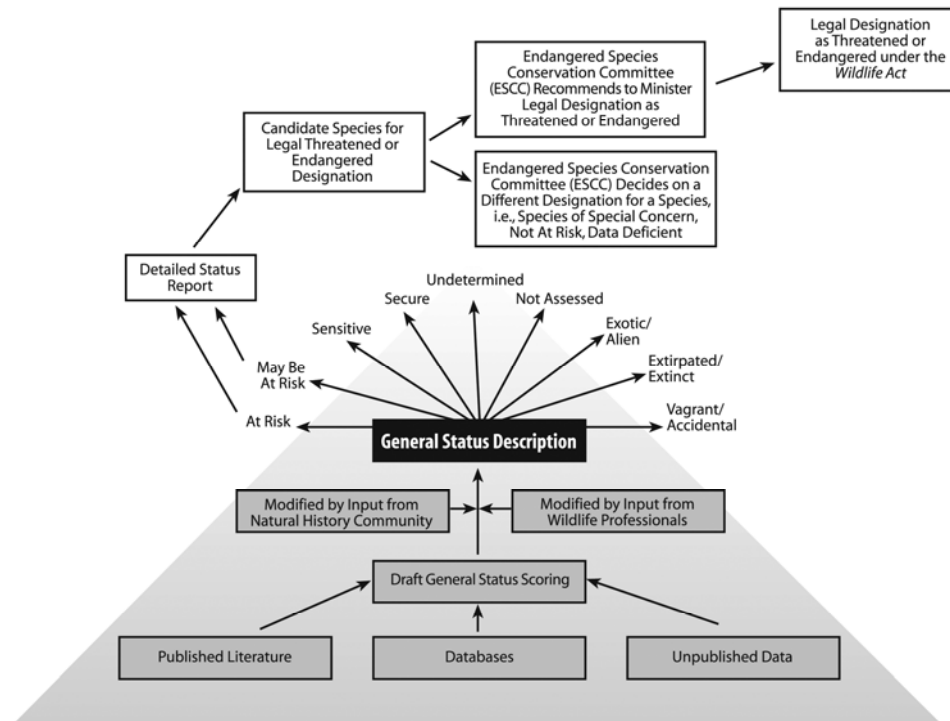 Legal Designation
as Threatened or
Endangered under the
Wildlife Act
Endangered Species
Conservation Committee
(ESCC) Recommends to Minister
Legal Designation as
Threatened or Endangered
Candidate Species for
Legal Threatened or
Endangered
Designation
Endangered Species Conservation
Committee (ESCC) Decides on a
Different Designation for a Species,
i.e., Species of Special Concern,
Not At Risk, Data Deficient
Detailed Status
Report
Undetermined
Secure
Not Assessed
Sensitive
Exotic/
Alien
May Be
At Risk
Extirpated/
Extinct
At Risk
Vagrant/
Accidental
General Status Description
Modified by Input from
Natural History Community
Modified by Input from
Wildlife Professionals
Draft General Status Scoring
Published Literature
Databases
Unpublished Data